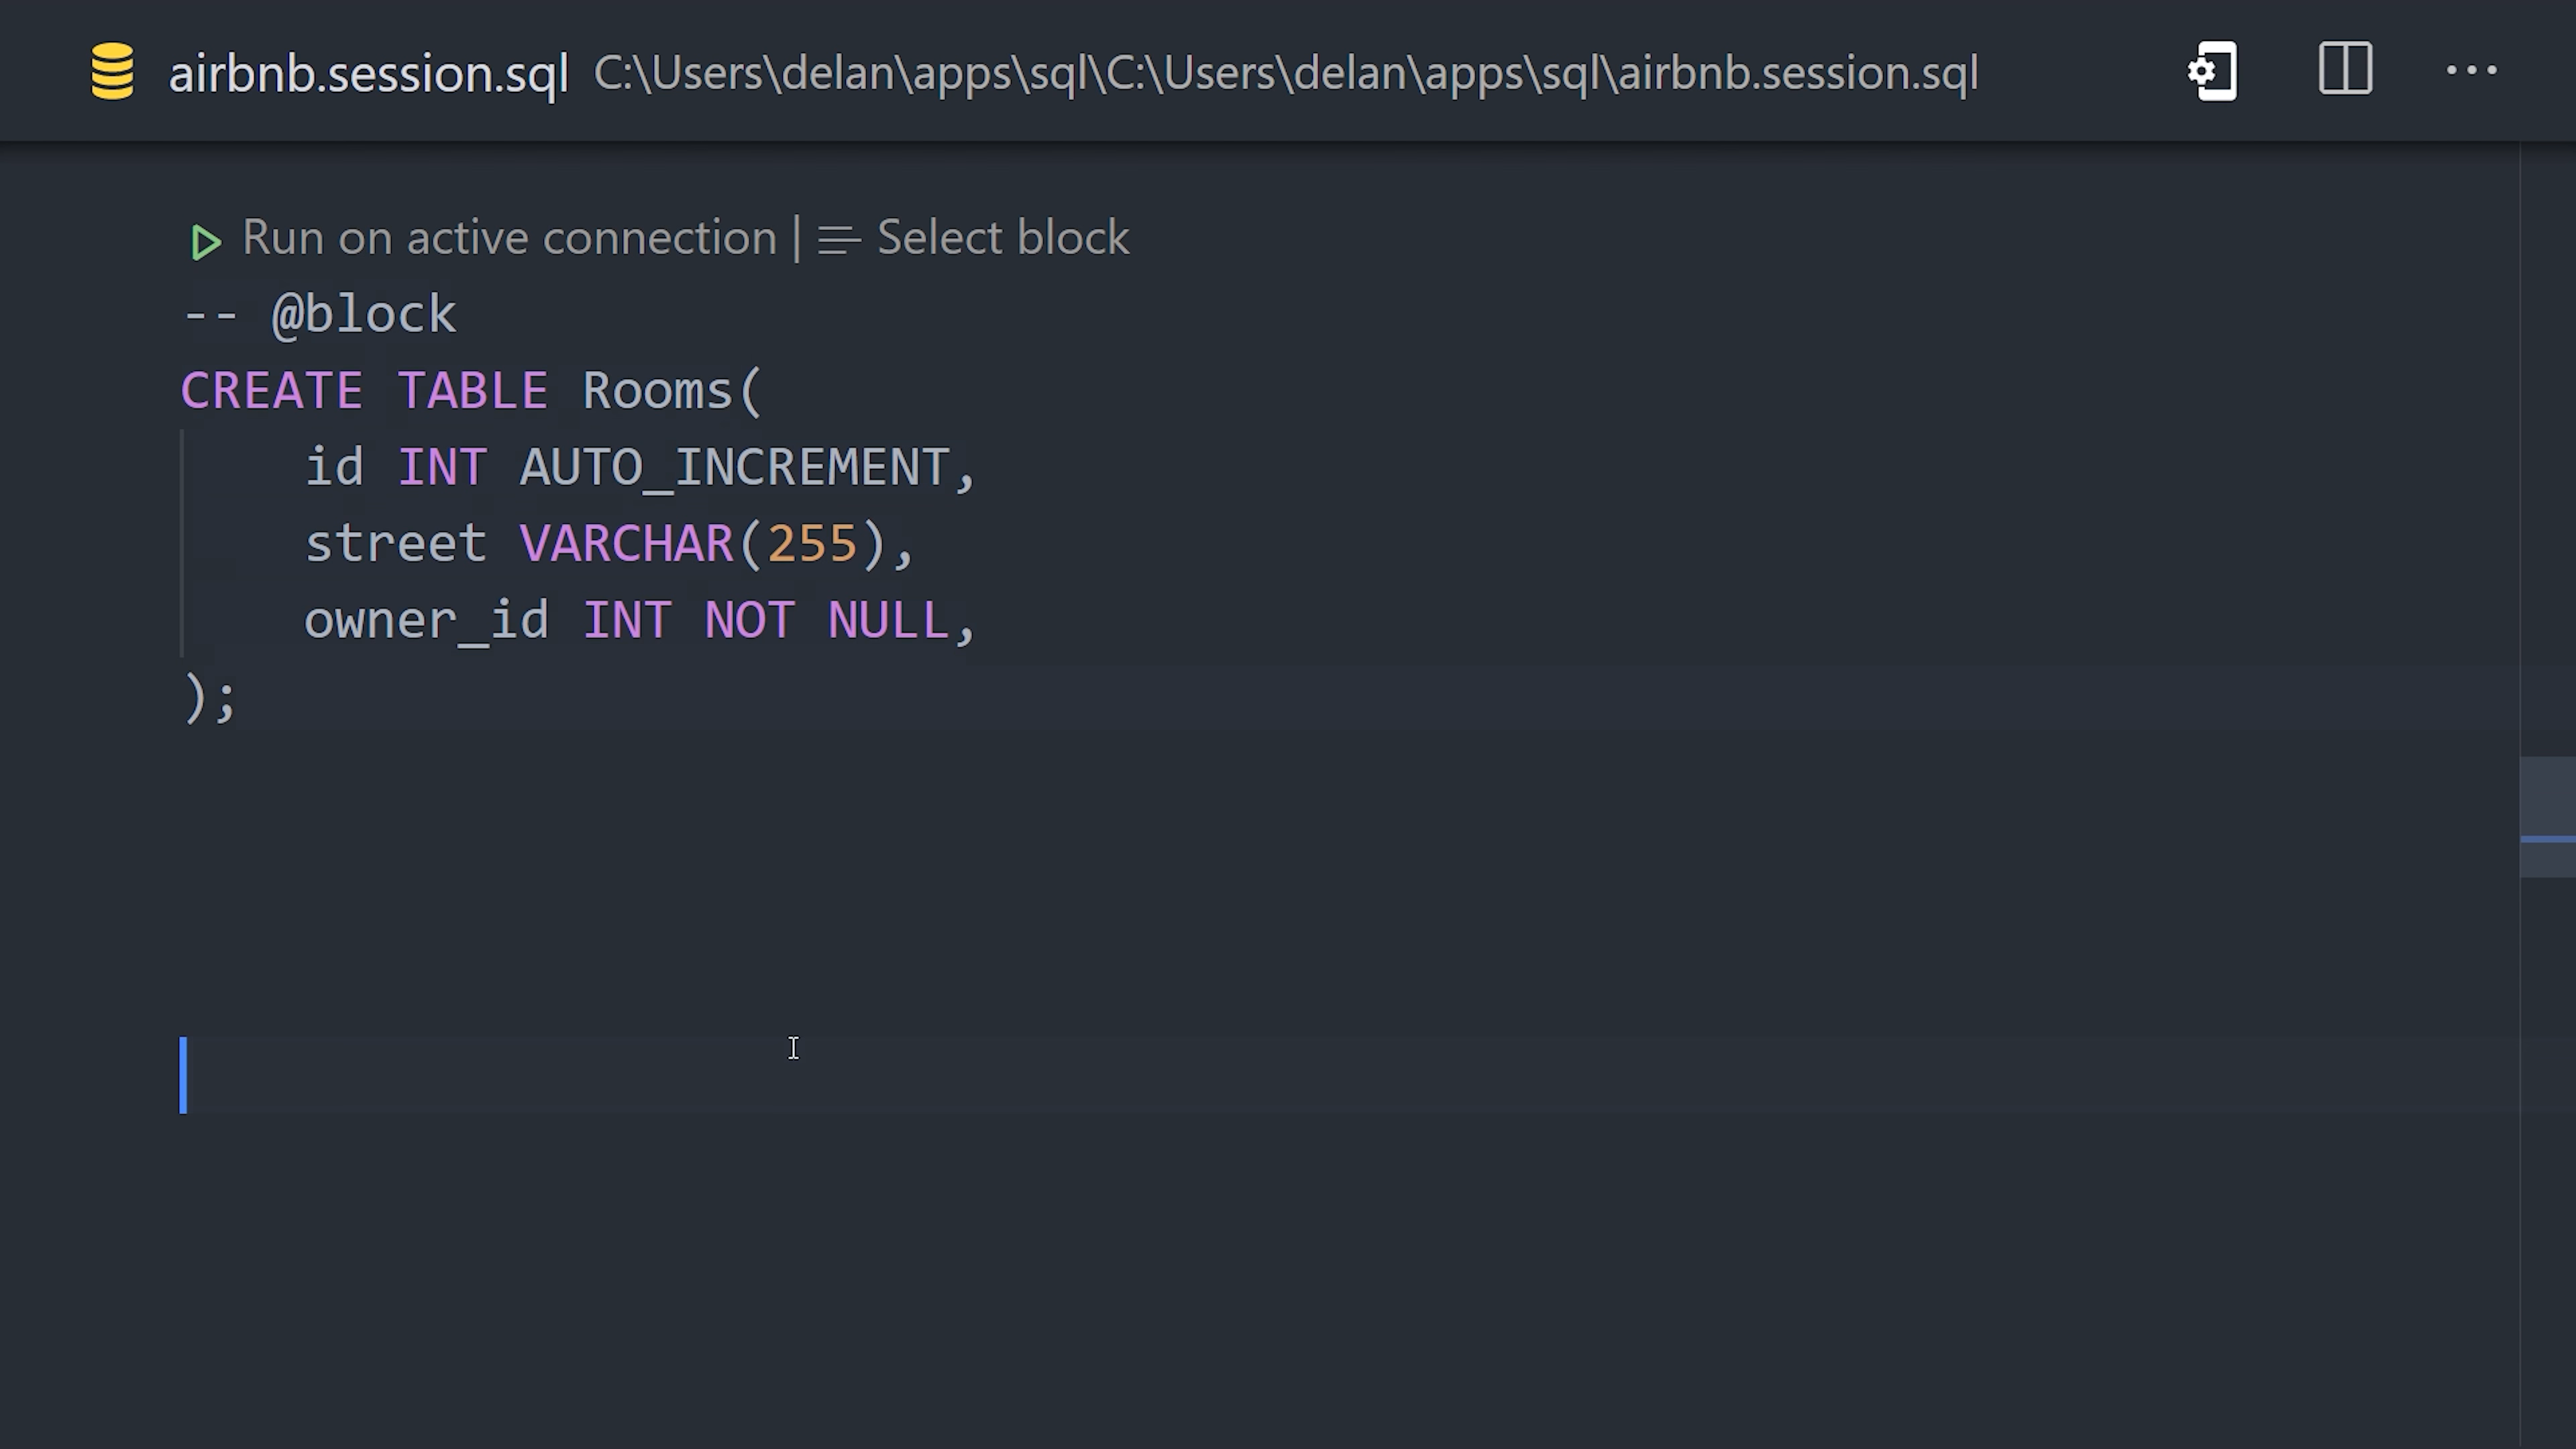 airbnb.session.sql C:\Users\delan\apps\sql\C:\Users\delan\apps\sql\airbnb.session.sql
Run on active connection | Select block
-- @block
CREATE TABLE Rooms(
    id INT AUTO_INCREMENT,
    street VARCHAR(255),
    owner_id INT NOT NULL,
);